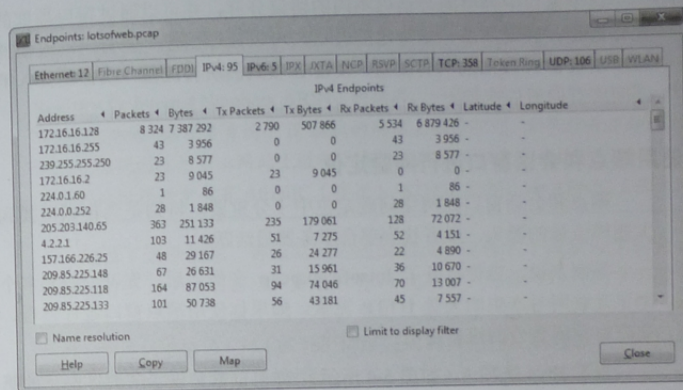 Endpoints: lotsofweb.pcap
Ethernet: 12 Fibre Channel FDDI IPv4: 95 IPv6: 5 IPX JXTA NCP RSVP SCTP TCP: 358 Token Ring UDP: 106 USB WLAN
IPv4 Endpoints
Address Packets Bytes Tx Packets Tx Bytes Rx Packets Rx Bytes Latitude Longitude
172.16.16.128 8 324 7 387 292 2 790 507 866 5 534 6 879 426 - -
172.16.16.255 43 3 956 0 0 43 3 956 - -
239.255.255.250 23 8 577 0 0 23 8 577 - -
172.16.16.2 23 9 045 23 9 045 0 0 - -
224.0.1.60 1 86 0 0 1 86 - -
224.0.0.252 28 1 848 0 0 28 1 848 - -
205.203.140.65 363 251 133 235 179 061 128 72 072 - -
4.2.2.1 103 11 426 51 7 275 52 4 151 - -
157.166.226.25 48 29 167 26 24 277 22 4 890 - -
209.85.225.148 67 26 631 31 15 961 36 10 670 - -
209.85.225.118 164 87 053 94 74 046 70 13 007 - -
209.85.225.133 101 50 738 56 43 181 45 7 557 - -
Name resolution Limit to display filter
Help Copy Map Close